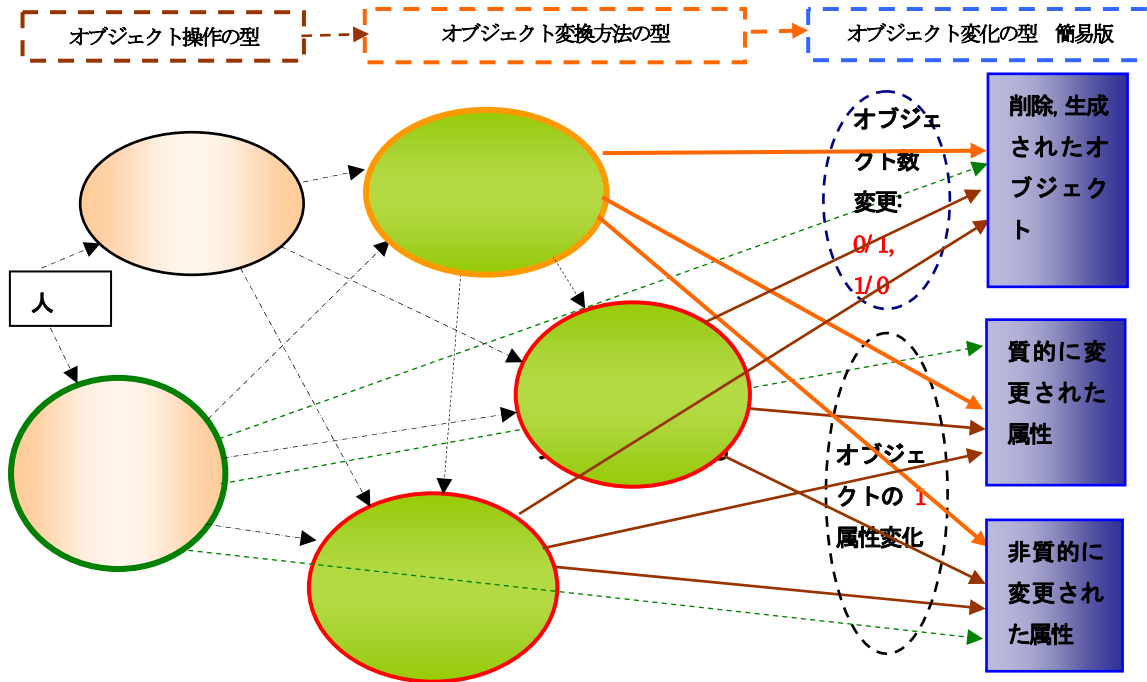 オブジェクト操作の型
オブジェクト変換方法の型
オブジェクト変化の型　簡易版
人
オブジェ
クト数
変更:
0/1,
1/0
オブジェ
クトの 1
属性変化
削除, 生成
されたオ
ブジェク
ト
質的に変
更された
属性
非質的に
変更され
た属性